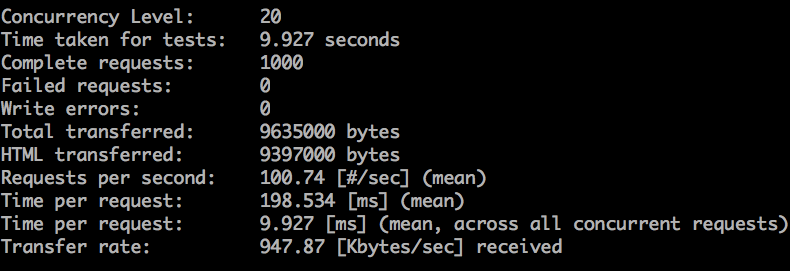 Concurrency Level:      20
Time taken for tests:   9.927 seconds
Complete requests:      1000
Failed requests:        0
Write errors:           0
Total transferred:      9635000 bytes
HTML transferred:       9397000 bytes
Requests per second:    100.74 [#/sec] (mean)
Time per request:       198.534 [ms] (mean)
Time per request:       9.927 [ms] (mean, across all concurrent requests)
Transfer rate:          947.87 [Kbytes/sec] received